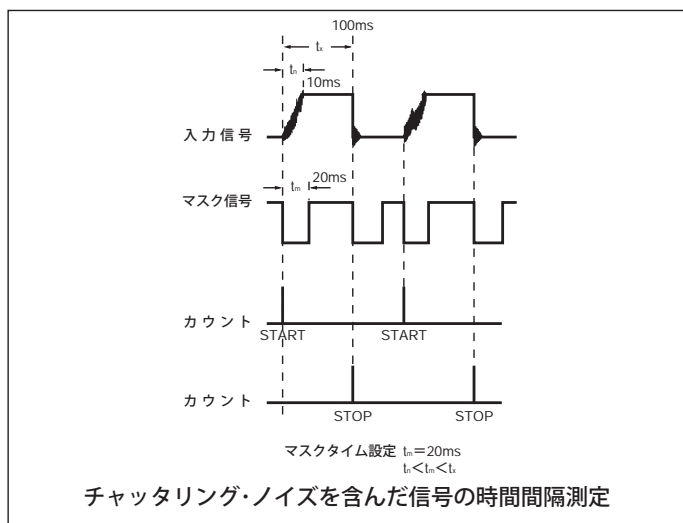 100ms
tx
tn
10ms
入力信号
tm
20ms
マスク信号
カウント
START
START
カウント
STOP
STOP
マスクタイム設定 tm=20ms
tn<tm<tx
チャッタリング・ノイズを含んだ信号の時間間隔測定